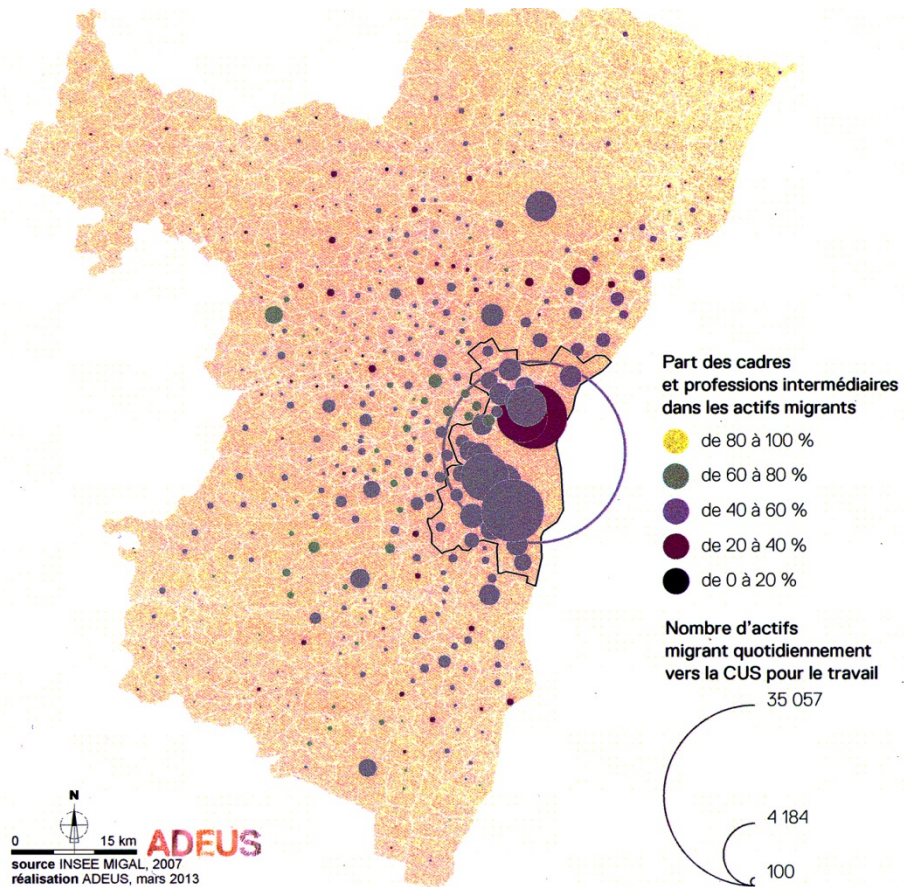 Part des cadres
et professions intermédiaires
dans les actifs migrants
de 80 à 100 %
de 60 à 80 %
de 40 à 60 %
de 20 à 40 %
de 0 à 20 %
Nombre d'actifs
migrant quotidiennement
vers la CUS pour le travail
35 057
4 184
100
N
0 15 km ADEUS
source INSEE MIGAL, 2007
réalisation ADEUS, mars 2013